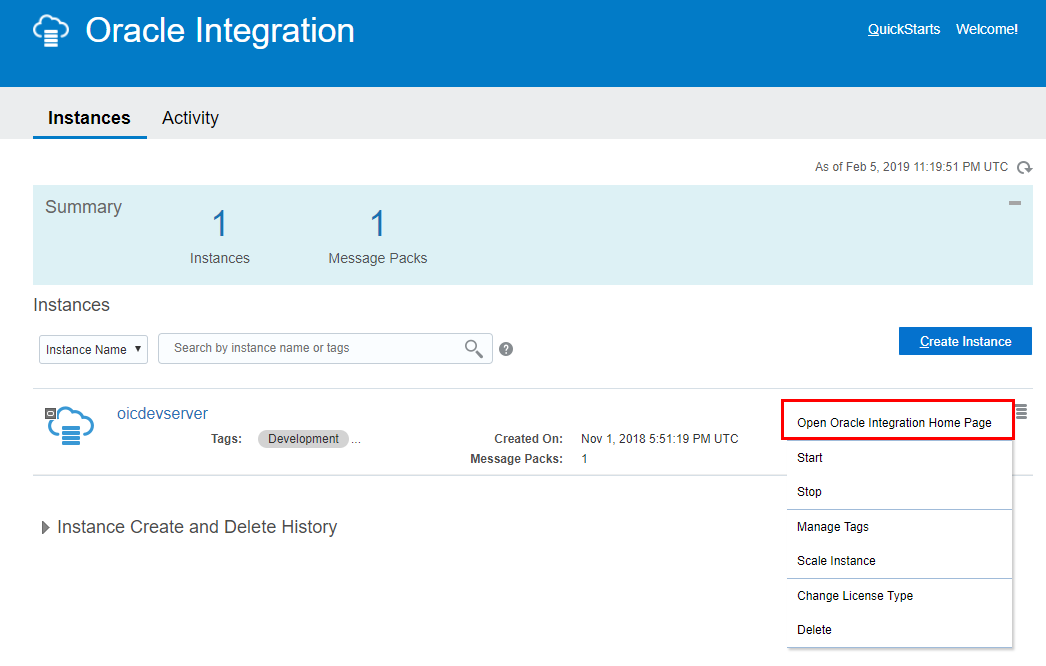 Oracle Integration
QuickStarts Welcome!
Instances Activity
As of Feb 5, 2019 11:19:51 PM UTC
Summary
1 1
Instances Message Packs
Instances
Instance Name Search by instance name or tags
Create Instance
oicdevserver
Tags: Development ...
Created On: Nov 1, 2018 5:51:19 PM UTC
Message Packs: 1
Open Oracle Integration Home Page
Start
Stop
Manage Tags
Scale Instance
Change License Type
Delete
Instance Create and Delete History